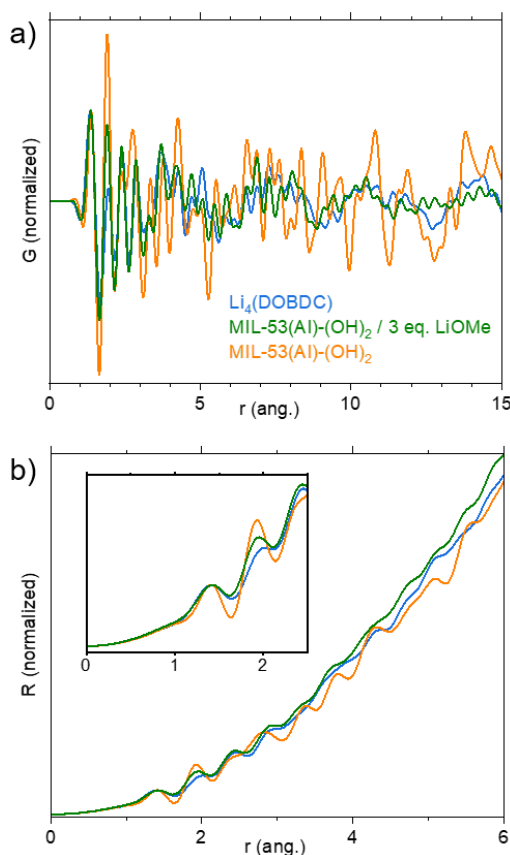 a)
G (normalized)
Li₄(DOBDC)
MIL-53(Al)-(OH)₂ / 3 eq. LiOMe
MIL-53(Al)-(OH)₂
0 5 10 15
r (ang.)
b)
R (normalized)
0 1 2
0 2 4 6
r (ang.)